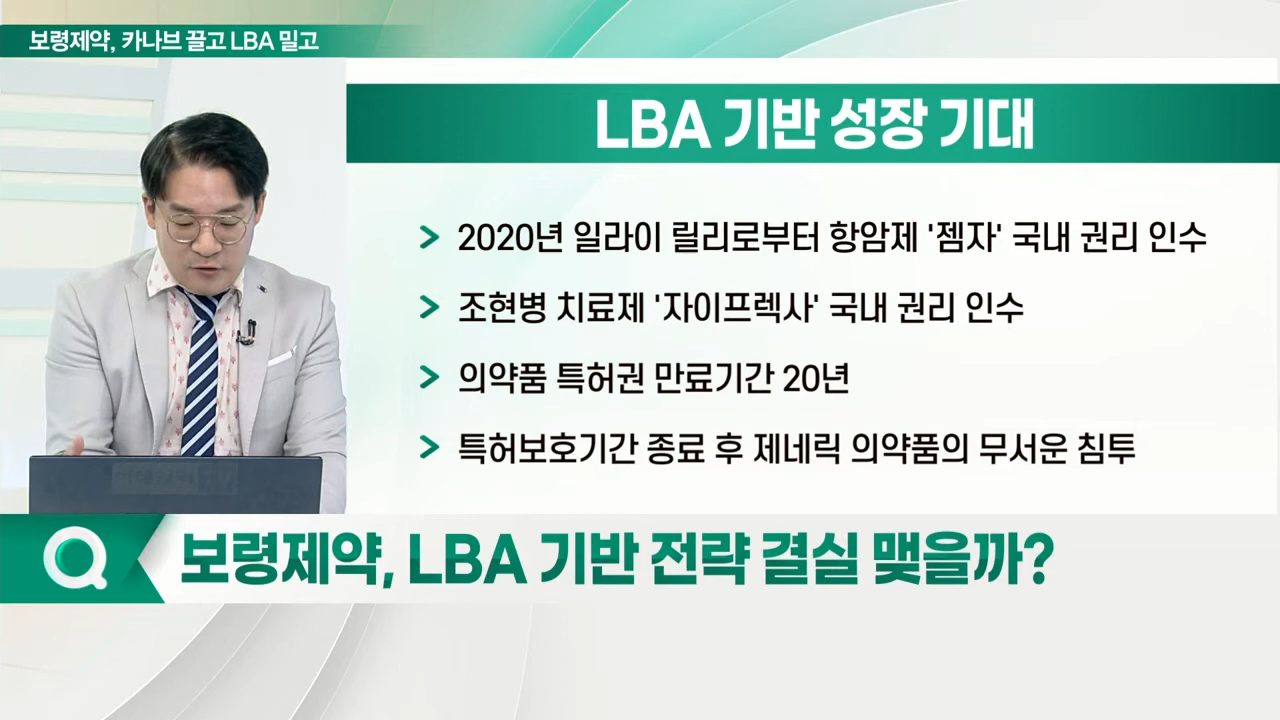 보령제약, 카나브 끌고 LBA 밀고
LBA 기반 성장 기대
> 2020년 일라이 릴리로부터 항암제 '젬자' 국내 권리 인수
> 조현병 치료제 '자이프렉사' 국내 권리 인수
> 의약품 특허권 만료기간 20년
> 특허보호기간 종료 후 제네릭 의약품의 무서운 침투
Q 보령제약, LBA 기반 전략 결실 맺을까?